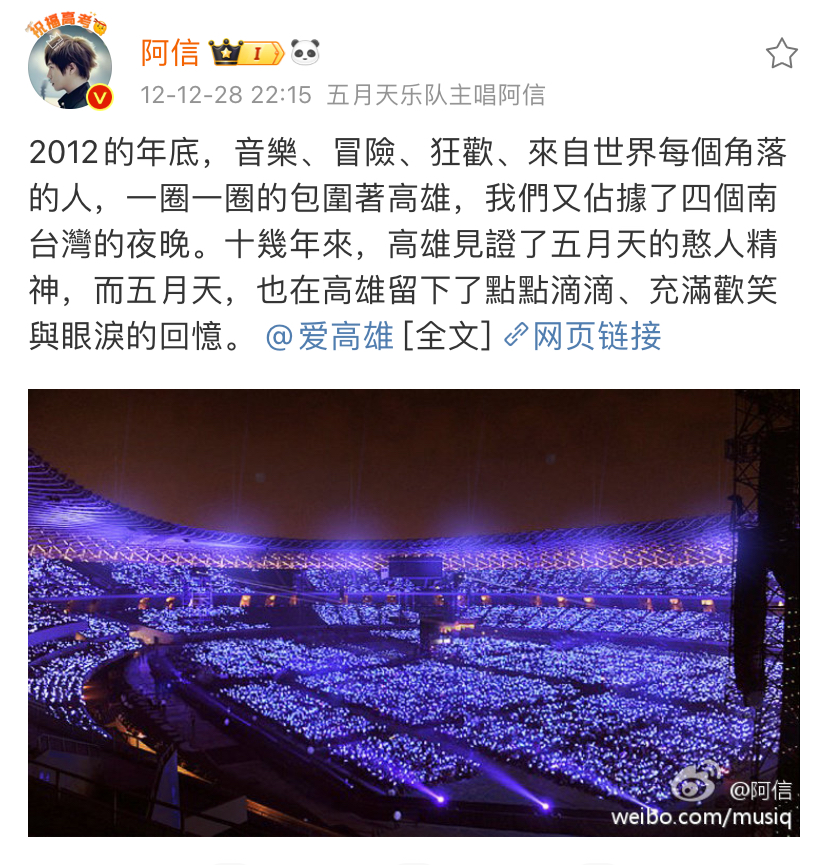 祝福高考
阿信
I
V
12-12-28 22:15 五月天乐队主唱阿信
2012的年底，音樂、冒險、狂歡、來自世界每個角落
的人，一圈一圈的包圍著高雄，我們又佔據了四個南
台灣的夜晚。十幾年來，高雄見證了五月天的憨人精
神，而五月天，也在高雄留下了點點滴滴、充滿歡笑
與眼淚的回憶。 @爱高雄 [全文] 网页链接
@阿信
weibo.com/musiq